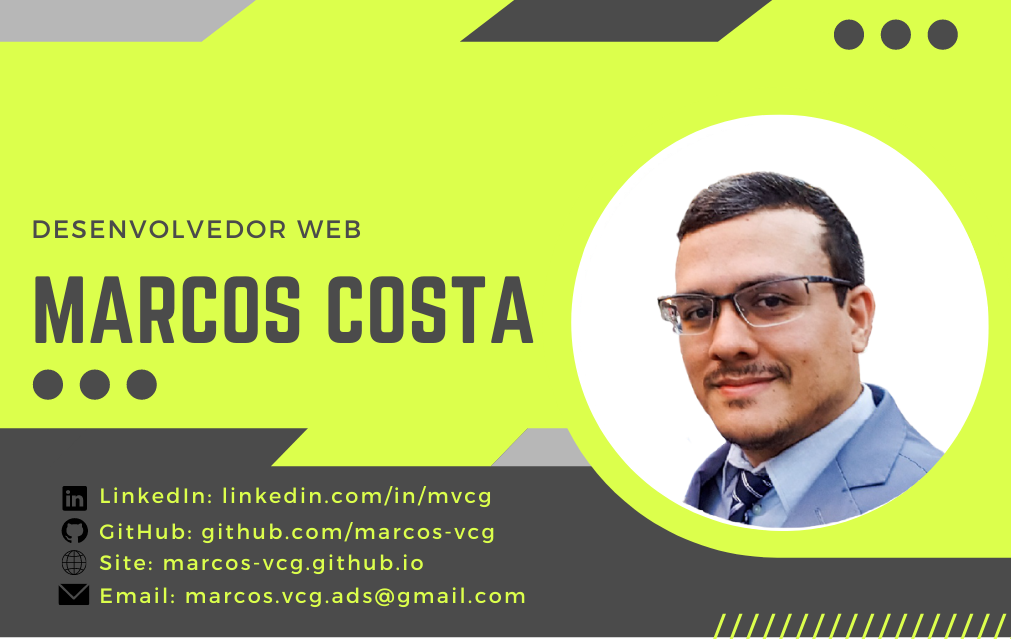 DESENVOLVEDOR WEB
MARCOS COSTA
LinkedIn: linkedin.com/in/mvcg
GitHub: github.com/marcos-vcg
Site: marcos-vcg.github.io
Email: marcos.vcg.ads@gmail.com